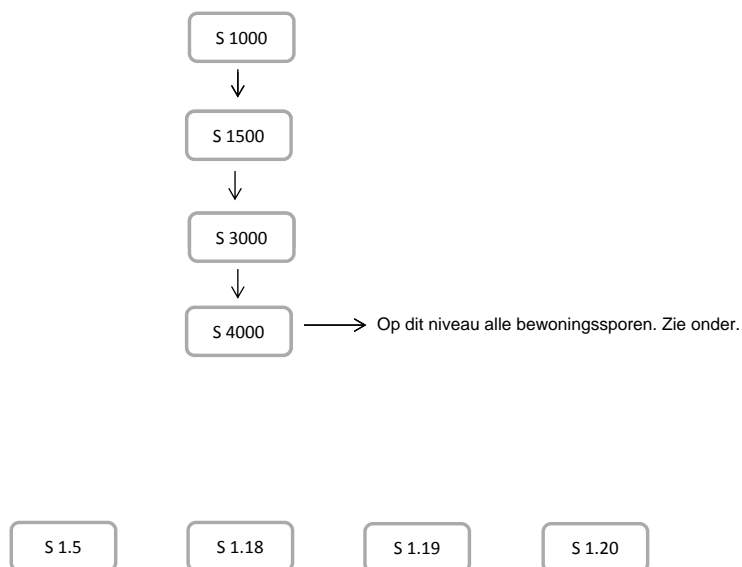 S 1000
S 1500
S 3000
S 4000
Op dit niveau alle bewoningssporen. Zie onder.
S 1.5
S 1.18
S 1.19
S 1.20